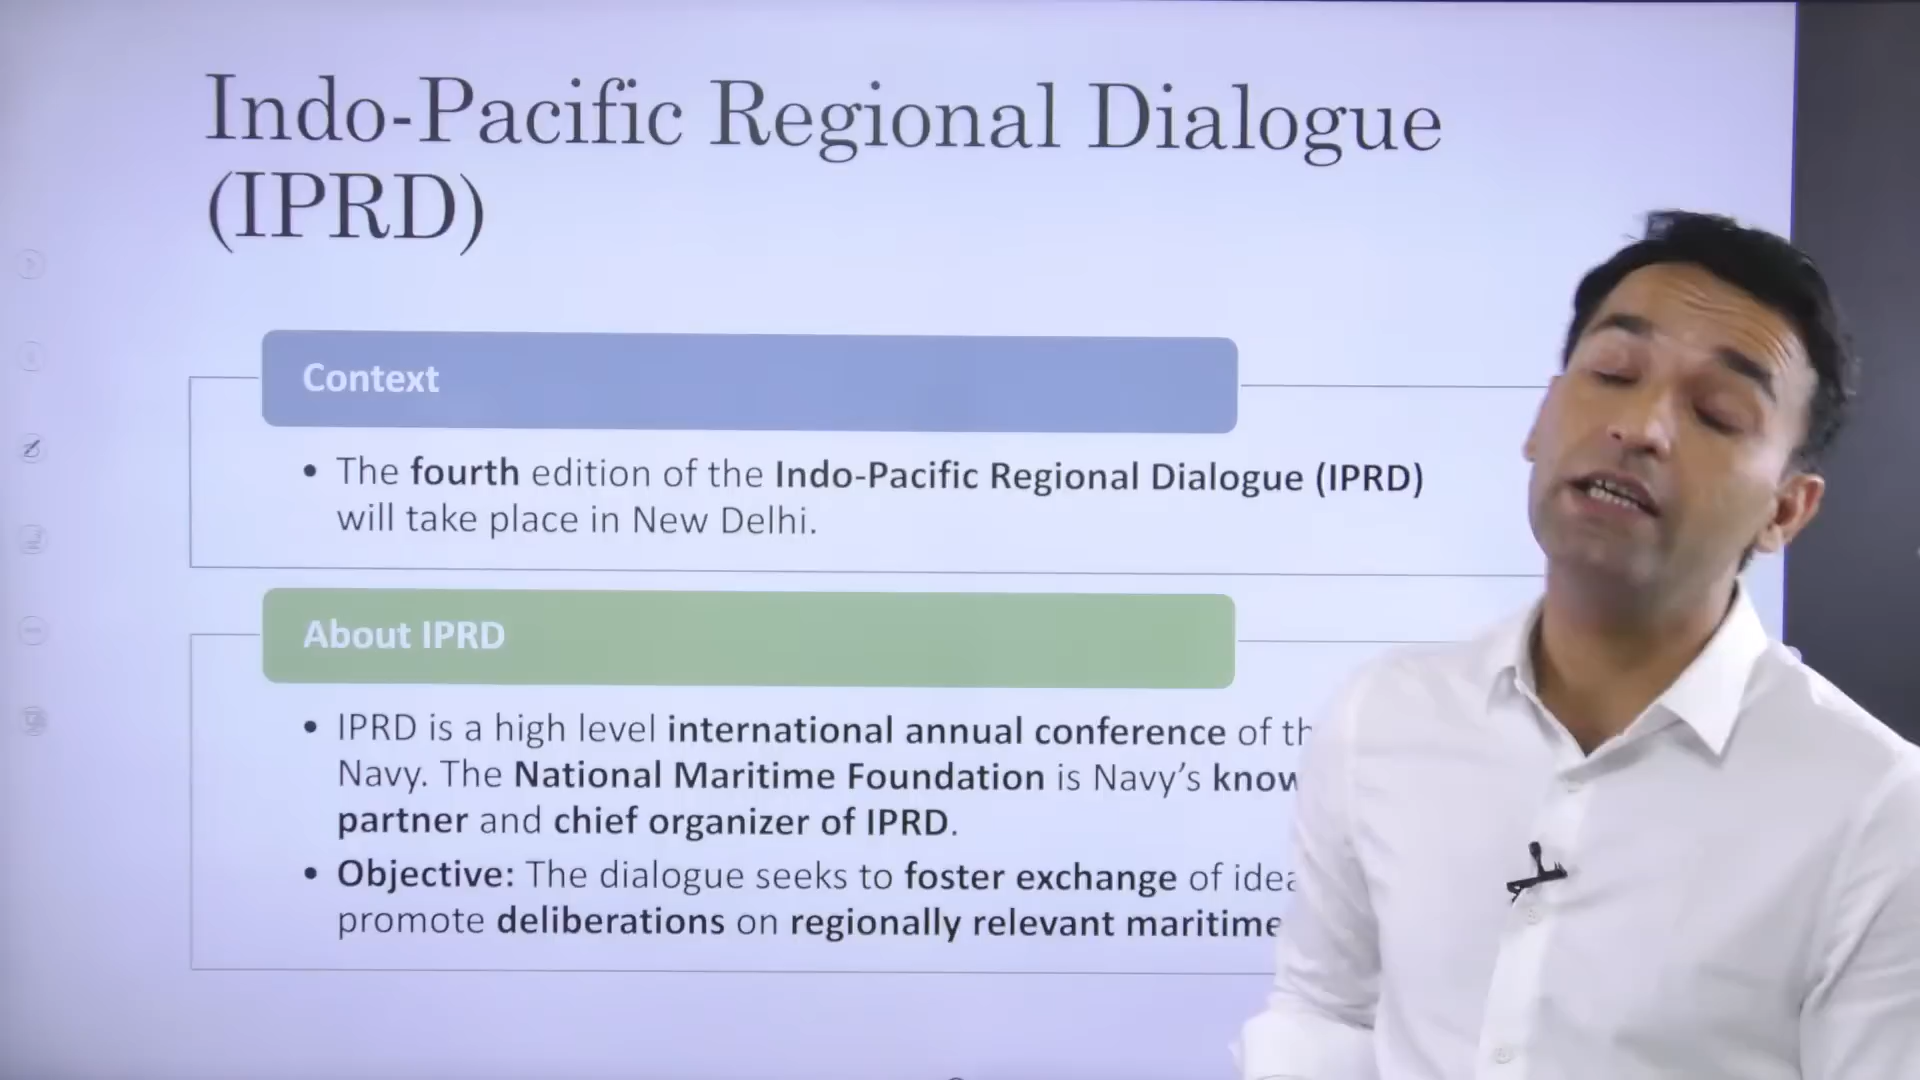 Indo-Pacific Regional Dialogue
(IPRD)
Context
• The fourth edition of the Indo-Pacific Regional Dialogue (IPRD)
will take place in New Delhi.
About IPRD
• IPRD is a high level international annual conference of
Navy. The National Maritime Foundation is Navy's
partner and chief organizer of IPRD.
• Objective: The dialogue seeks to foster exchange of
promote deliberations on regionally relevant maritime